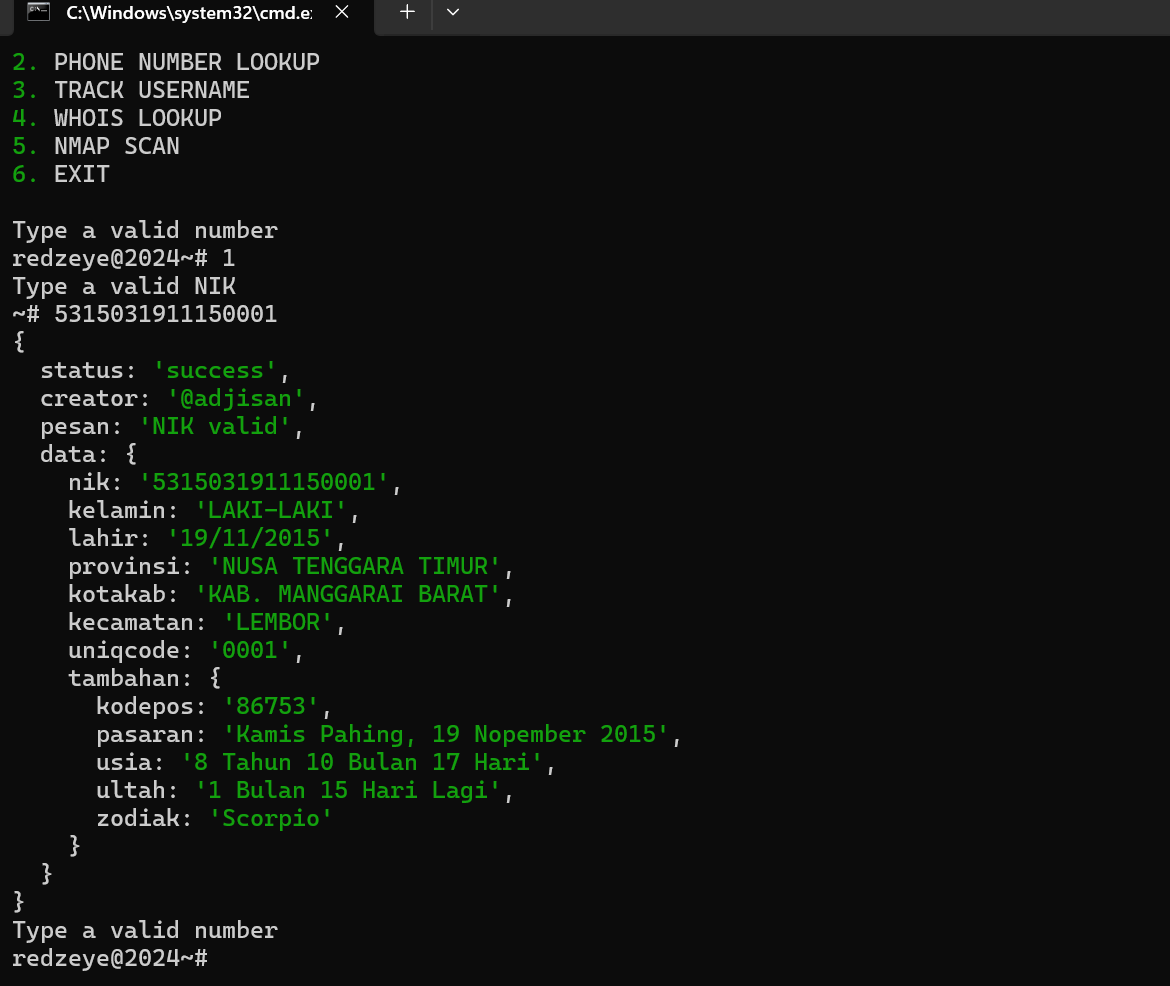 C:\Windows\system32\cmd.e
2. PHONE NUMBER LOOKUP
3. TRACK USERNAME
4. WHOIS LOOKUP
5. NMAP SCAN
6. EXIT
Type a valid number
redzeye@2024~# 1
Type a valid NIK
~# 5315031911150001
{
  status: 'success',
  creator: '@adjisan',
  pesan: 'NIK valid',
  data: {
    nik: '5315031911150001',
    kelamin: 'LAKI-LAKI',
    lahir: '19/11/2015',
    provinsi: 'NUSA TENGGARA TIMUR',
    kotakab: 'KAB. MANGGARAI BARAT',
    kecamatan: 'LEMBOR',
    uniqcode: '0001',
    tambahan: {
      kodepos: '86753',
      pasaran: 'Kamis Pahing, 19 Nopember 2015',
      usia: '8 Tahun 10 Bulan 17 Hari',
      ultah: '1 Bulan 15 Hari Lagi',
      zodiak: 'Scorpio'
    }
  }
}
Type a valid number
redzeye@2024~#